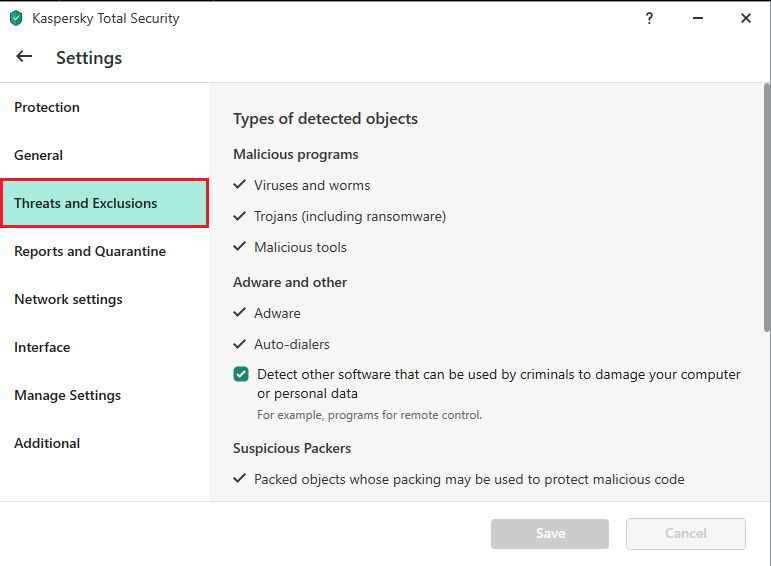 Kaspersky Total Security
?
Settings
Protection
General
Threats and Exclusions
Reports and Quarantine
Network settings
Interface
Manage Settings
Additional
Types of detected objects
Malicious programs
Viruses and worms
Trojans (including ransomware)
Malicious tools
Adware and other
Adware
Auto-dialers
Detect other software that can be used by criminals to damage your computer
or personal data
For example, programs for remote control.
Suspicious Packers
Packed objects whose packing may be used to protect malicious code
Save
Cancel